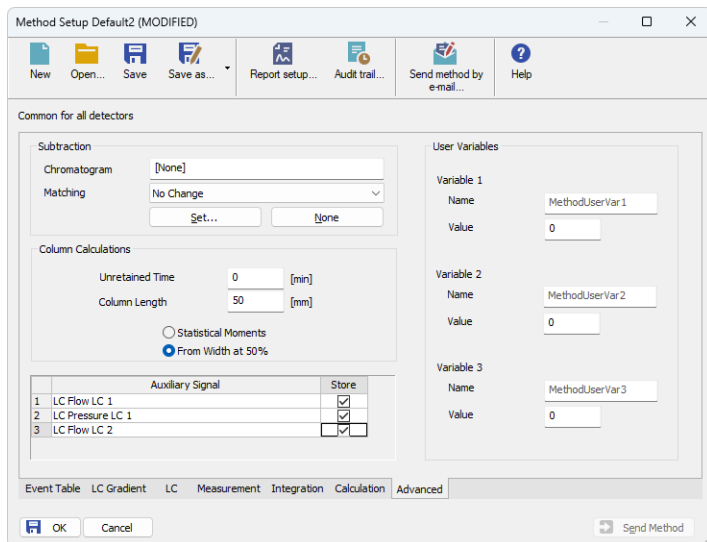 Method Setup Default2 (MODIFIED)
New Open... Save Save as... Report setup... Audit trail... Send method by e-mail... Help
Common for all detectors
Subtraction
Chromatogram [None]
Matching No Change
Set... None
Column Calculations
Unretained Time 0 [min]
Column Length 50 [mm]
Statistical Moments
From Width at 50%
Auxiliary Signal Store
1 LC Flow LC 1
2 LC Pressure LC 1
3 LC Flow LC 2
User Variables
Variable 1
Name MethodUserVar1
Value 0
Variable 2
Name MethodUserVar2
Value 0
Variable 3
Name MethodUserVar3
Value 0
Event Table LC Gradient LC Measurement Integration Calculation Advanced
OK Cancel Send Method